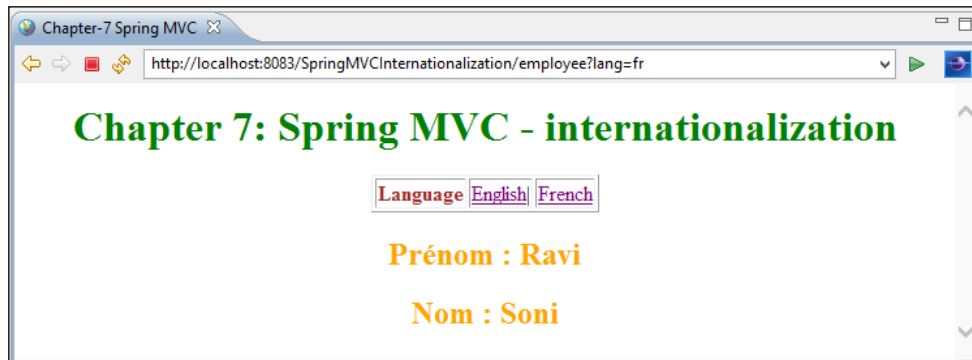 Chapter-7 Spring MVC
http://localhost:8083/SpringMVCInternationalization/employee?lang=fr
Chapter 7: Spring MVC - internationalization
Language English| French
Prénom : Ravi
Nom : Soni